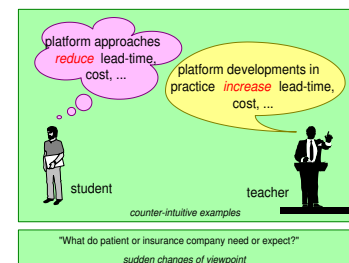 platform approaches
reduce lead-time,
cost, ...
platform developments in
practice increase lead-time,
cost, ...
student
teacher
counter-intuitive examples
"What do patient or insurance company need or expect?"
sudden changes of viewpoint